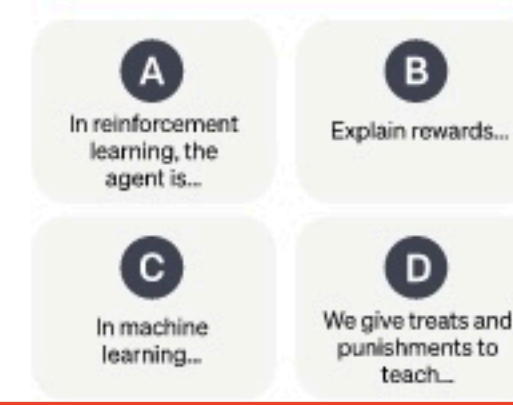 A
In reinforcement
learning, the
agent is...
B
Explain rewards...
C
In machine
learning...
D
We give treats and
punishments to
teach...